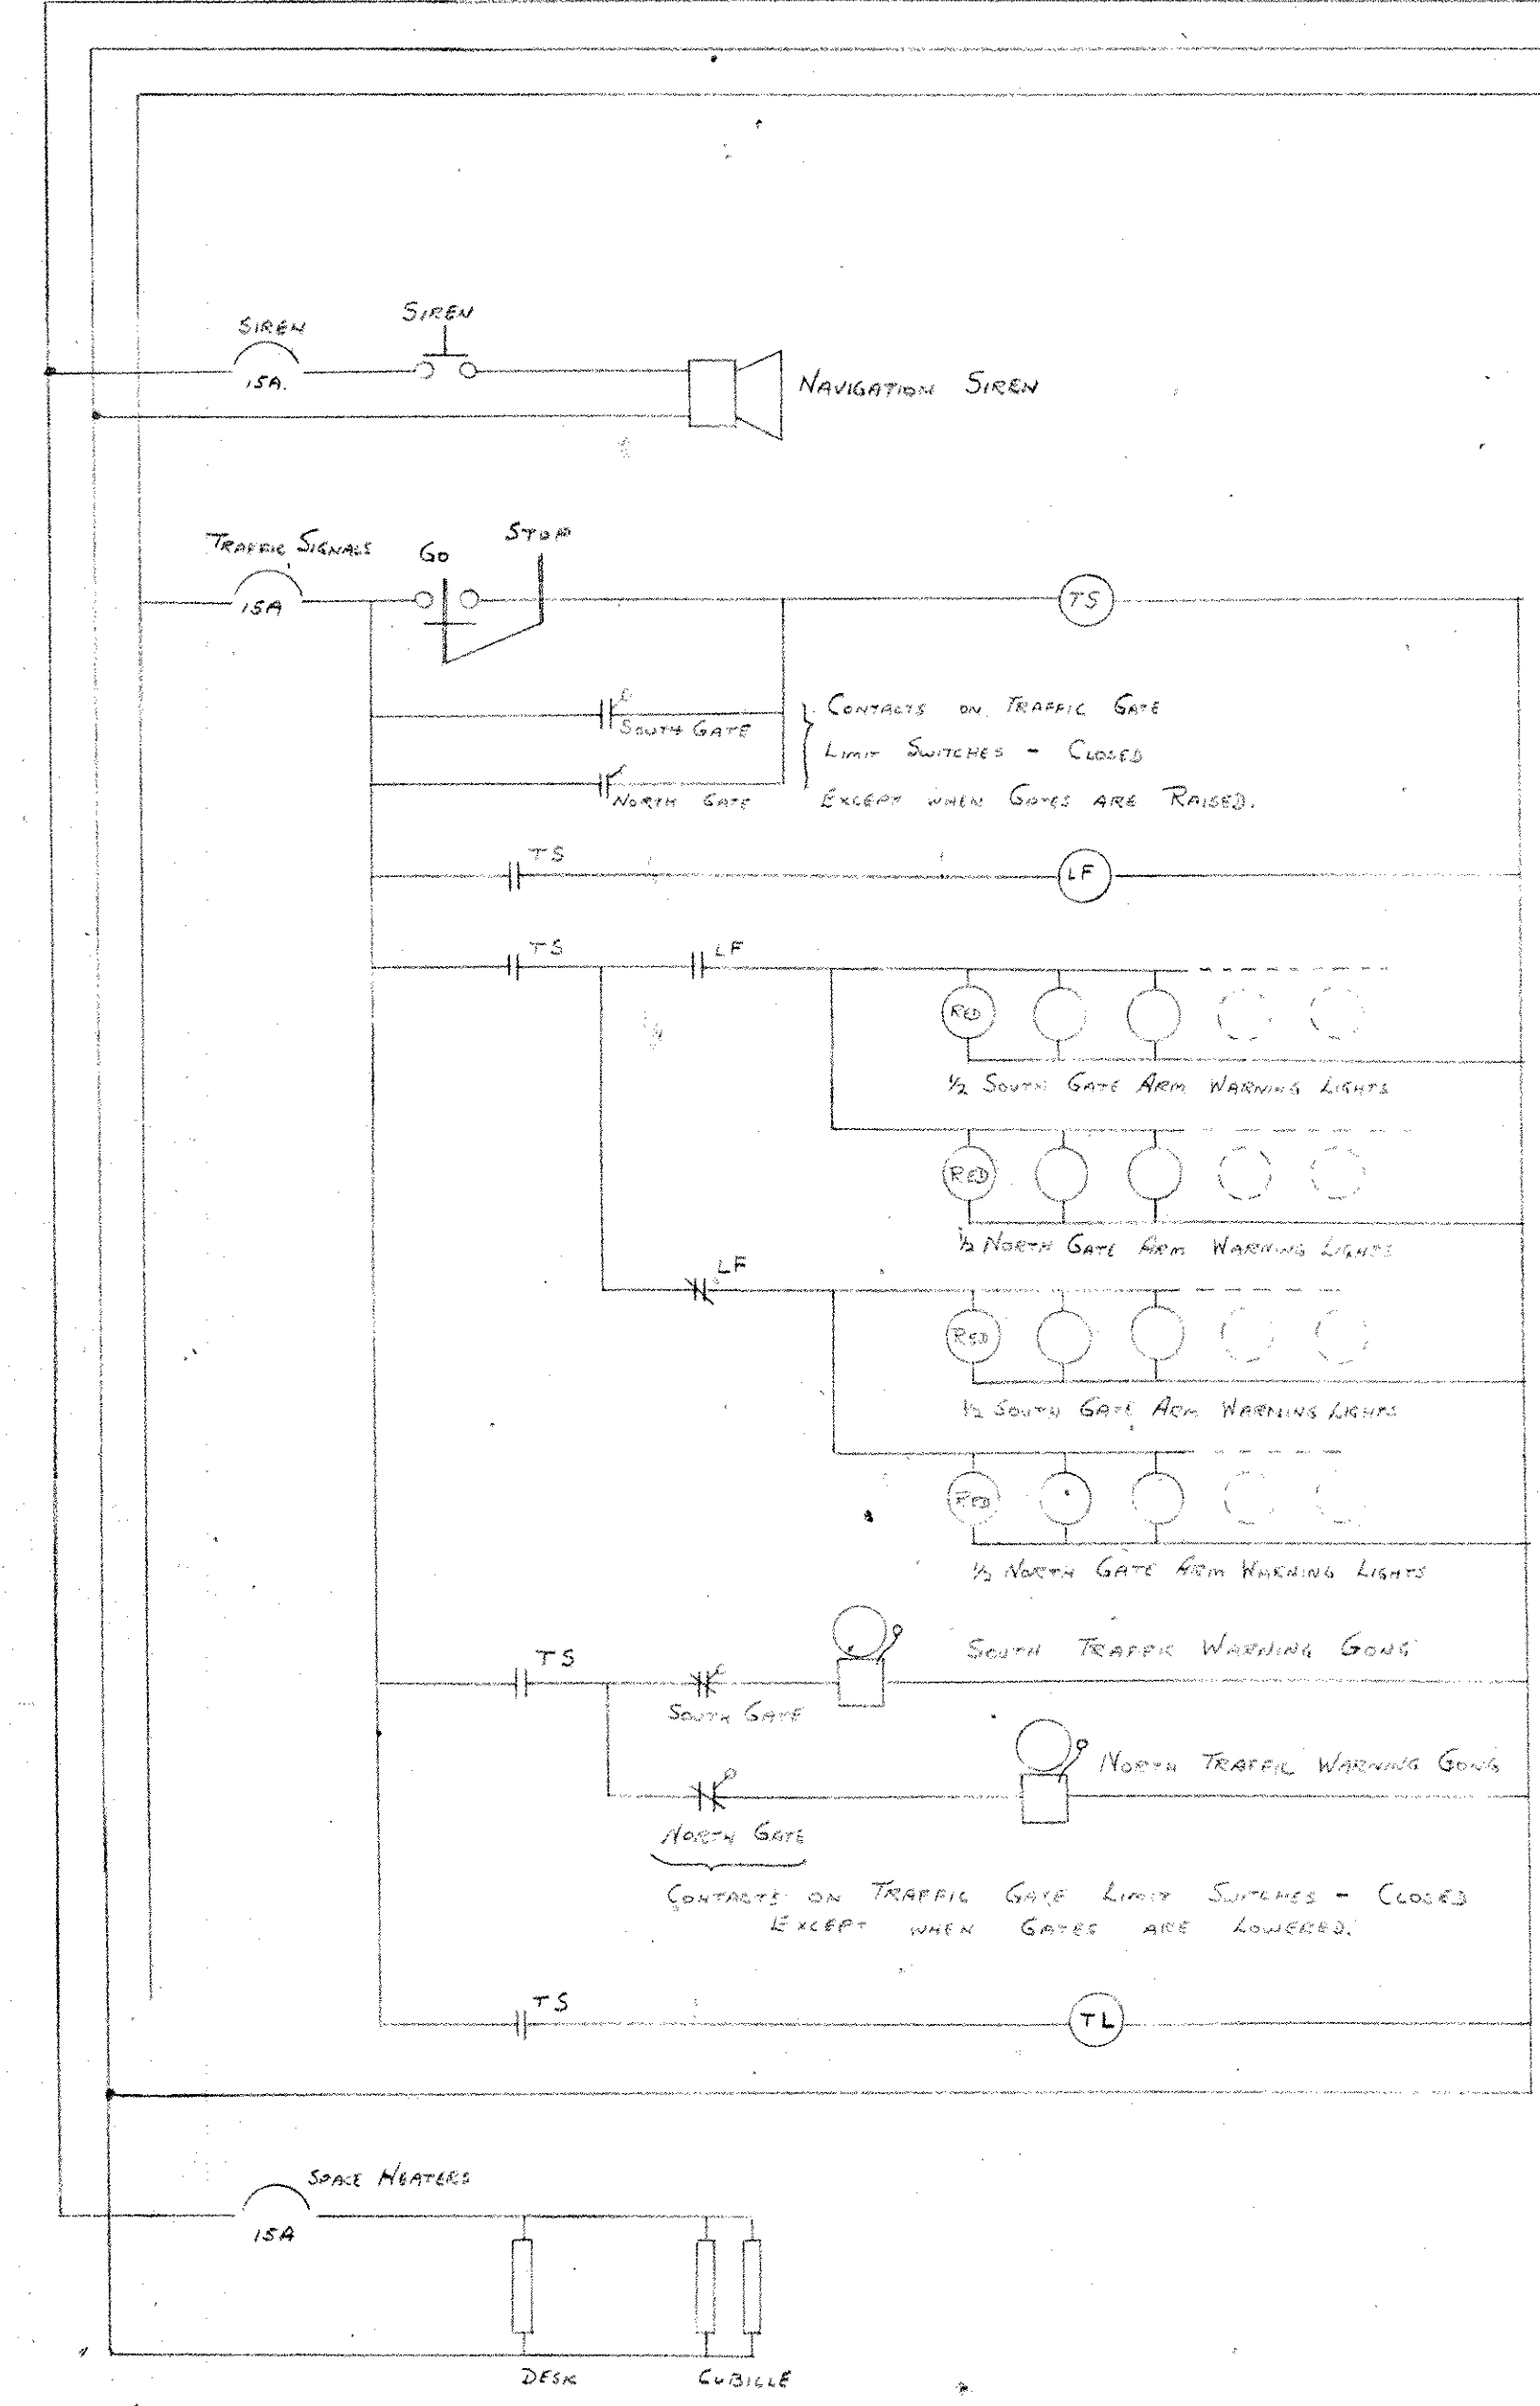 SIREN
SIREN
15A.
NAVIGATION SIREN
STOP
TRAFFIC SIGNALS
GO
15A
TS
SOUTH GATE
NORTH GATE
CONTACTS ON TRAFFIC GATE
LIMIT SWITCHES - CLOSED
EXCEPT WHEN GATES ARE RAISED.
TS
LF
TS
LF
RED
1/2 SOUTH GATE ARM WARNING LIGHTS
RED
1/2 NORTH GATE ARM WARNING LIGHTS
LF
RED
1/2 SOUTH GATE ARM WARNING LIGHTS
RED
1/2 NORTH GATE ARM WARNING LIGHTS
TS
SOUTH TRAFFIC WARNING GONG
SOUTH GATE
NORTH TRAFFIC WARNING GONG
NORTH GATE
CONTACTS ON TRAFFIC GATE LIMIT SWITCHES - CLOSED
EXCEPT WHEN GATES ARE LOWERED.
TS
TL
SPACE HEATERS
15A
DESK
CUBICLE